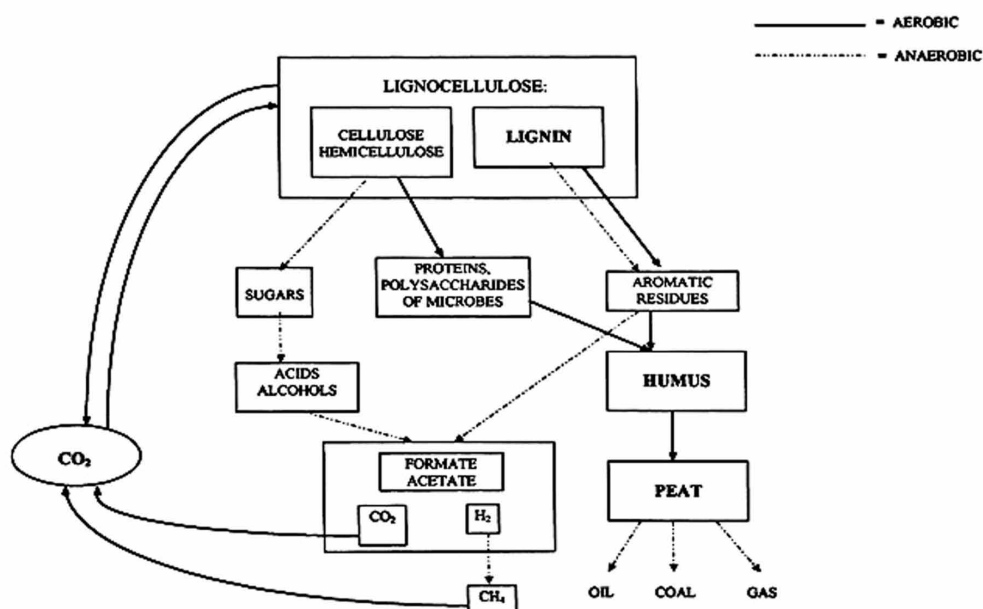 = AEROBIC
= ANAEROBIC
LIGNOCELLULOSE:
CELLULOSE
HEMICELLULOSE
LIGNIN
SUGARS
PROTEINS,
POLYSACCHARIDES
OF MICROBES
AROMATIC
RESIDUES
ACIDS
ALCOHOLS
HUMUS
CO₂
FORMATE
ACETATE
PEAT
CO₂
H₂
OIL
COAL
GAS
CH₄